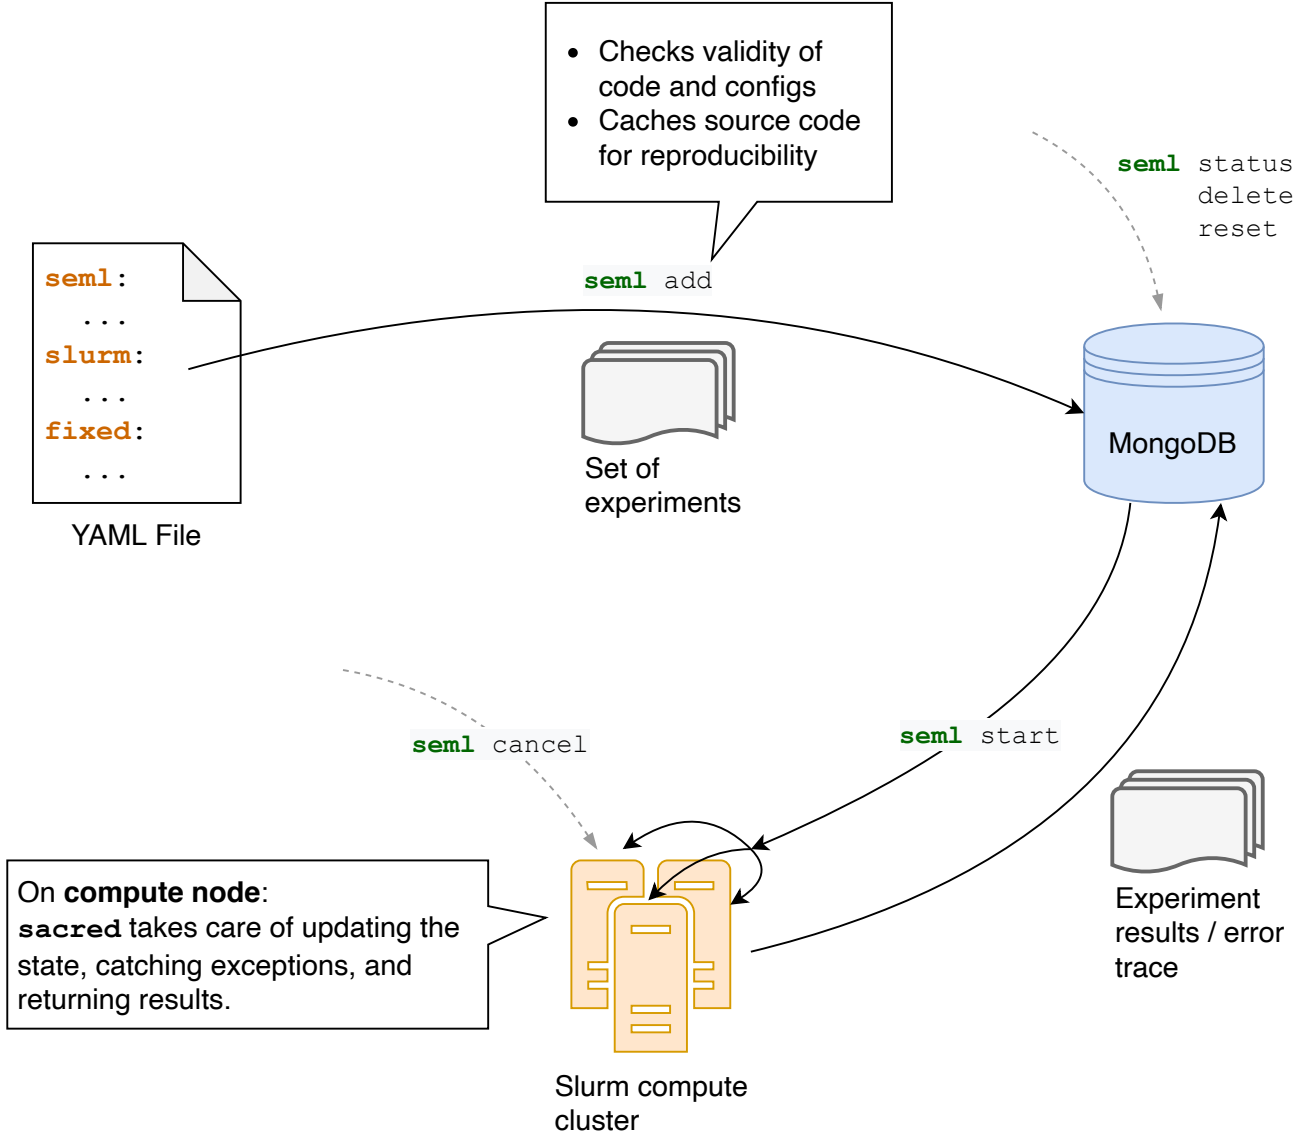 • Checks validity of
code and configs
• Caches source code
for reproducibility
seml status
delete
reset
seml add
seml:
...
slurm:
...
fixed:
...
YAML File
Set of
experiments
MongoDB
seml cancel
seml start
On compute node:
sacred takes care of updating the
state, catching exceptions, and
returning results.
Experiment
results / error
trace
Slurm compute
cluster